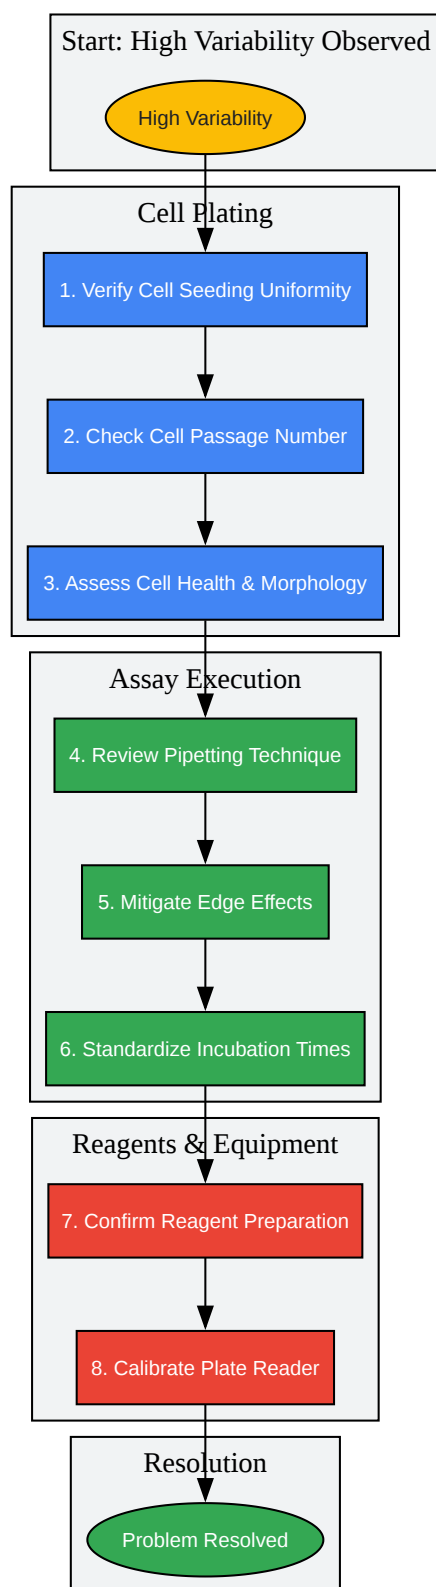 Start: High Variability Observed
High Variability
Cell Plating
1. Verify Cell Seeding Uniformity
2. Check Cell Passage Number
3. Assess Cell Health & Morphology
Assay Execution
4. Review Pipetting Technique
5. Mitigate Edge Effects
6. Standardize Incubation Times
Reagents & Equipment
7. Confirm Reagent Preparation
8. Calibrate Plate Reader
Resolution
Problem Resolved